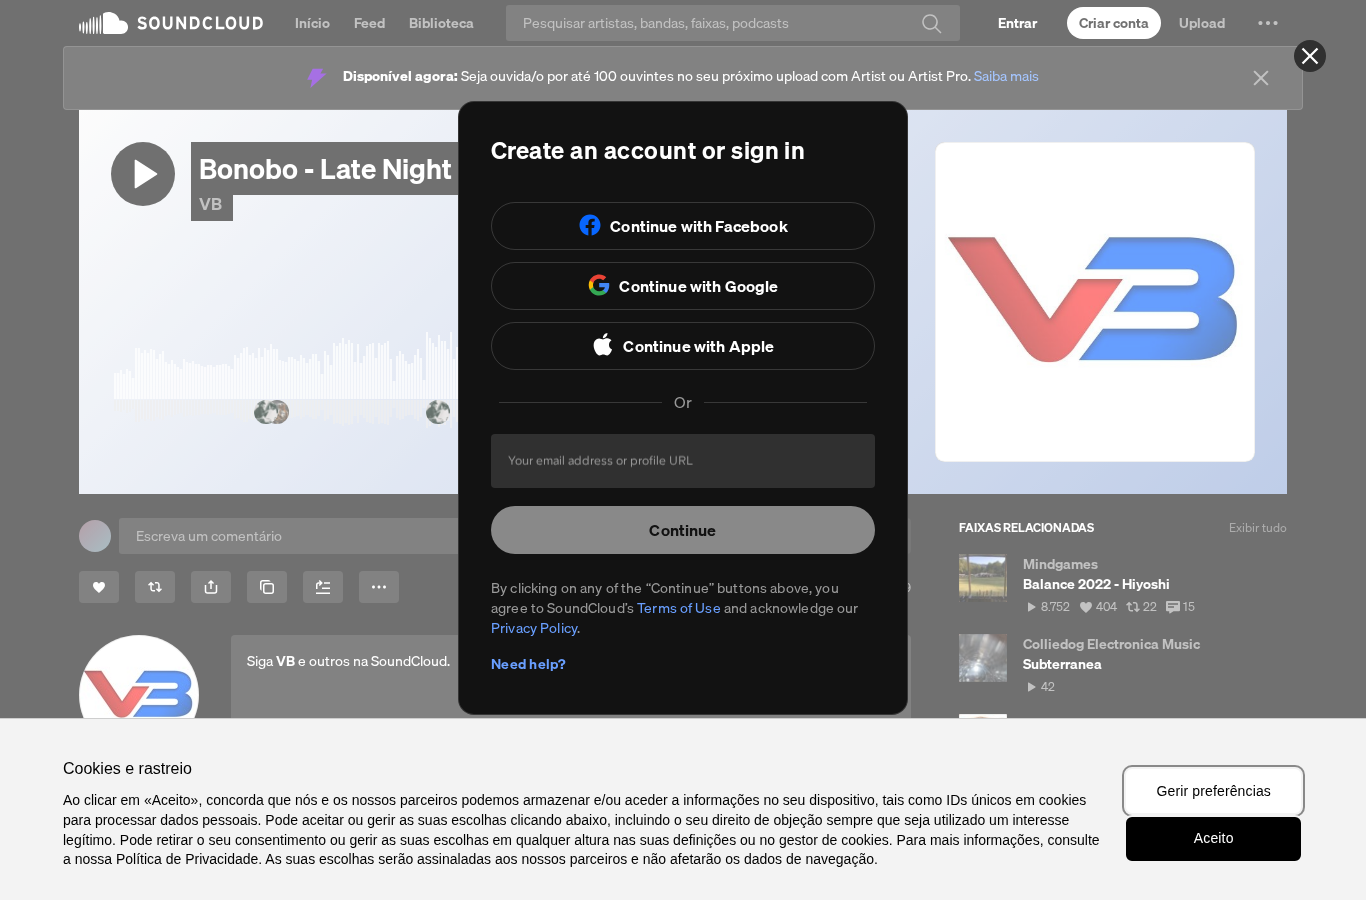 SOUNDCLOUD
Início
Feed
Biblioteca
Pesquisar artistas, bandas, faixas, podcasts
Entrar
Criar conta
Upload
Disponível agora: Seja ouvida/o por até 100 ouvintes no seu próximo upload com Artist ou Artist Pro. Saiba mais
Bonobo - Late Night
VB
VB
Create an account or sign in
Continue with Facebook
Continue with Google
Continue with Apple
Or
Your email address or profile URL
Continue
By clicking on any of the “Continue” buttons above, you
agree to SoundCloud’s Terms of Use and acknowledge our
Privacy Policy.
Need help?
Escreva um comentário
Siga VB e outros na SoundCloud.
VB
FAIXAS RELACIONADAS
Exibir tudo
Mindgames
Balance 2022 - Hiyoshi
8.752
404
22
15
Colliedog Electronica Music
Subterranea
42
Cookies e rastreio
Ao clicar em «Aceito», concorda que nós e os nossos parceiros podemos armazenar e/ou aceder a informações no seu dispositivo, tais como IDs únicos em cookies
para processar dados pessoais. Pode aceitar ou gerir as suas escolhas clicando abaixo, incluindo o seu direito de objeção sempre que seja utilizado um interesse
legítimo. Pode retirar o seu consentimento ou gerir as suas escolhas em qualquer altura nas suas definições ou no gestor de cookies. Para mais informações, consulte
a nossa Política de Privacidade. As suas escolhas serão assinaladas aos nossos parceiros e não afetarão os dados de navegação.
Gerir preferências
Aceito